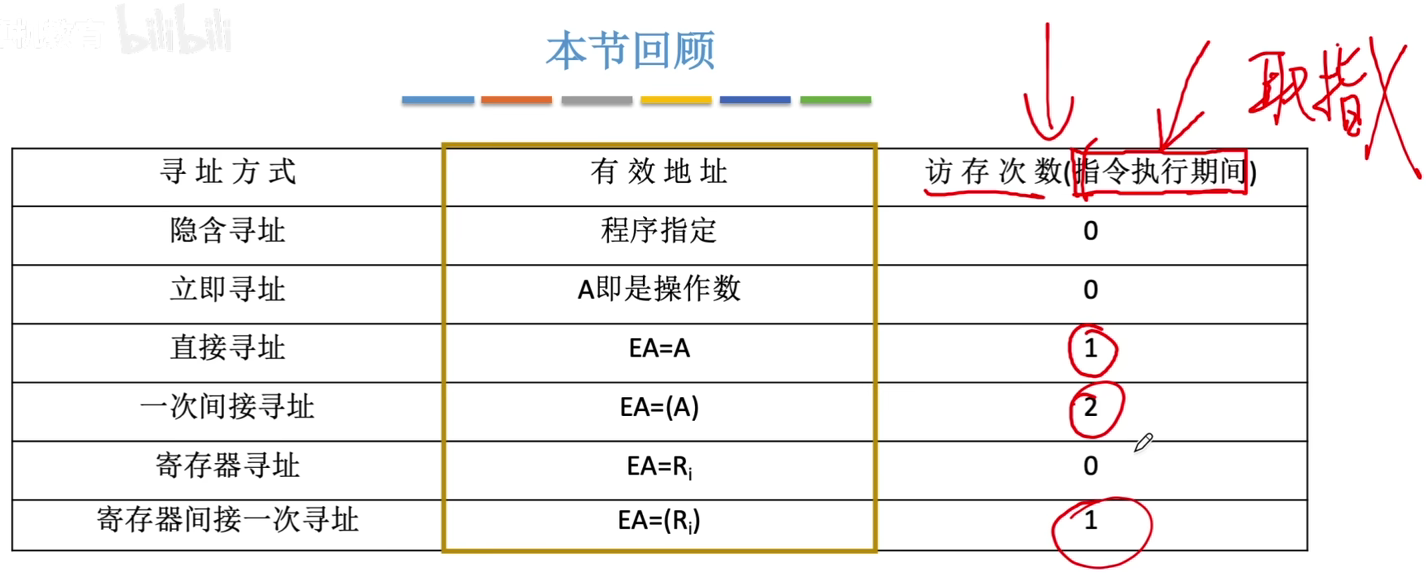 bilibili
本节回顾
取指
寻址方式 有效地址 访存次数(指令执行期间)
隐含寻址 程序指定 0
立即寻址 A即是操作数 0
直接寻址 EA=A 1
一次间接寻址 EA=(A) 2
寄存器寻址 EA=Rᵢ 0
寄存器间接一次寻址 EA=(Rᵢ) 1